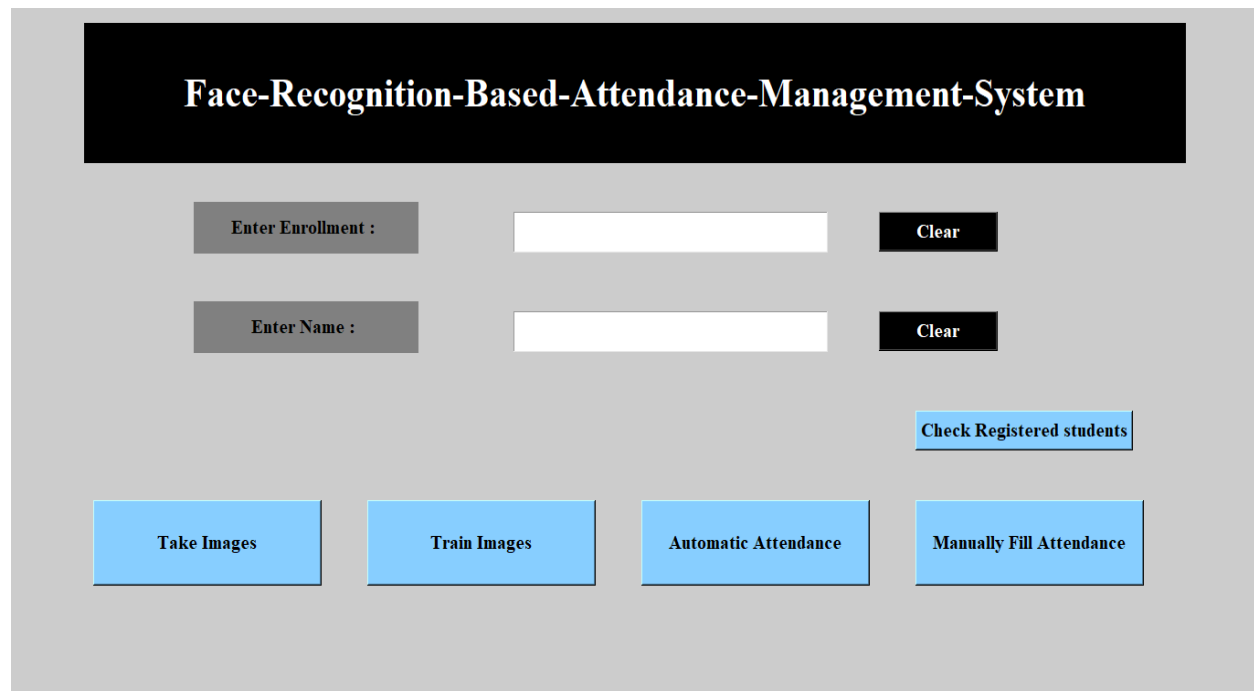 Face-Recognition-Based-Attendance-Management-System
Enter Enrollment :
Clear
Enter Name :
Clear
Check Registered students
Take Images
Train Images
Automatic Attendance
Manually Fill Attendance